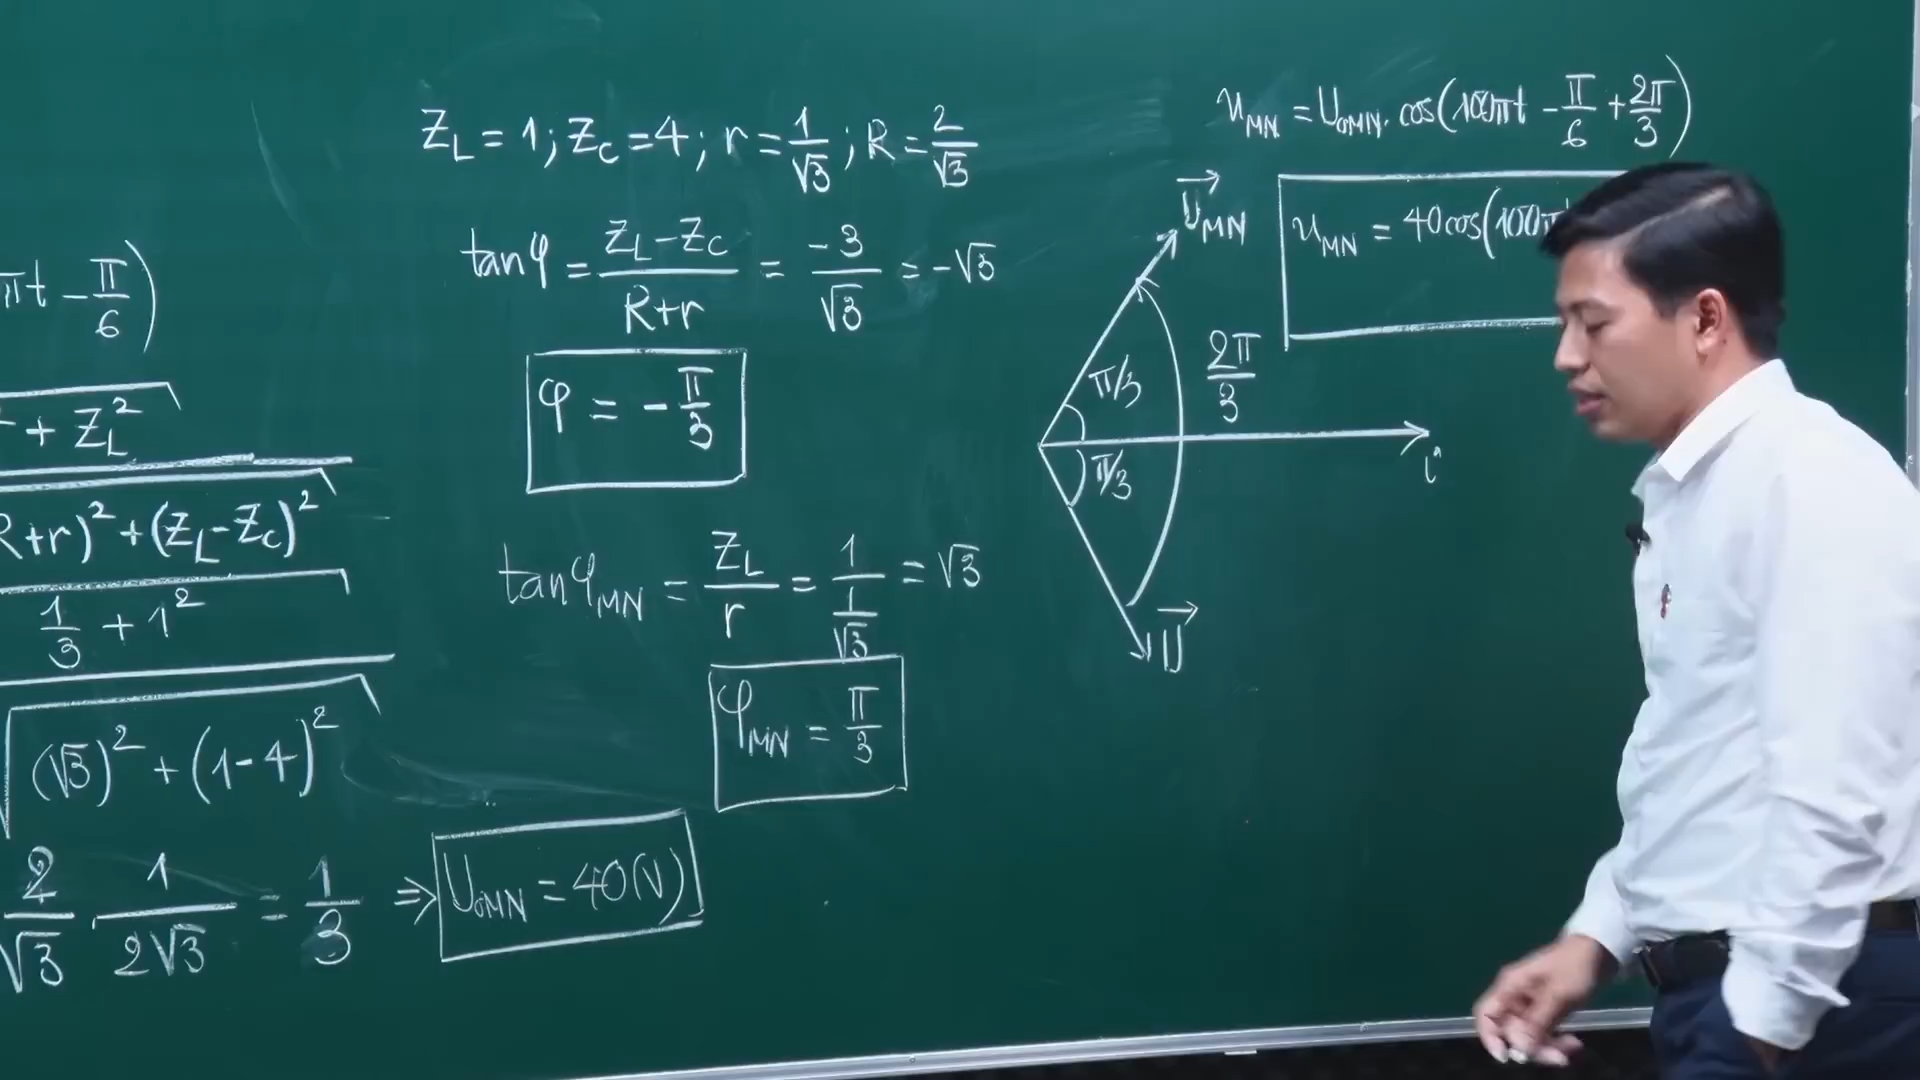 πt - π/6)
+ Z_L²
R+r)² + (Z_L - Z_C)²
1/3 + 1²
√((√3)² + (1-4)²
2/√3 . 1/(2√3) = 1/3 ⇒ U₀MN = 40(V)
Z_L = 1; Z_C = 4; r = 1/√3; R = 2/√3
tanφ = (Z_L - Z_C)/(R+r) = -3/√3 = -√3
φ = -π/3
tanφ_MN = Z_L/r = 1/(1/√3) = √3
φ_MN = π/3
u_MN = U₀MN. cos(100πt - π/6 + 2π/3)
u_MN = 40cos(100π
U_MN
π/3
2π/3
i
π/3
U